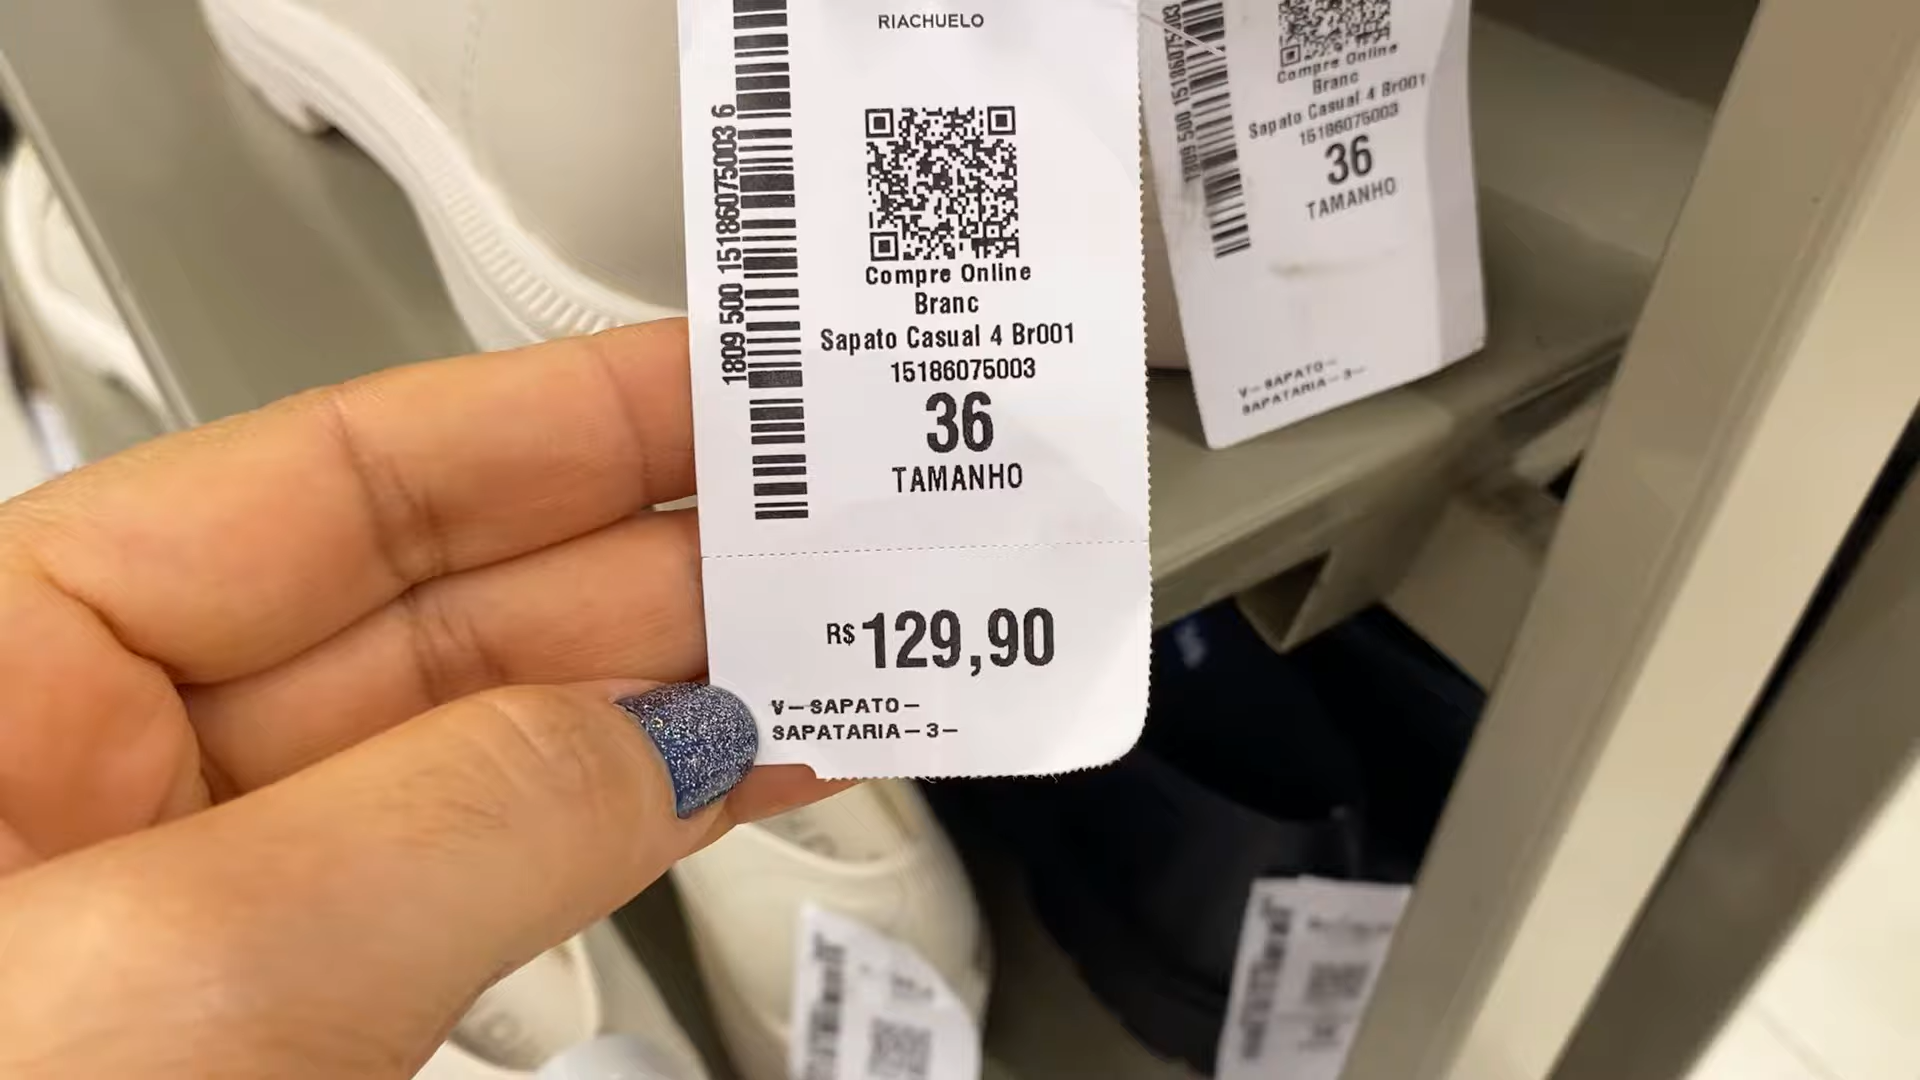 RIACHUELO
1809 500 15186075003 6
Compre Online
Branc
Sapato Casual 4 Br001
15186075003
36
TAMANHO
R$129,90
V-SAPATO-
SAPATARIA-3-
1809 500 15186075003
Compre Online
Branc
Sapato Casual 4 Br001
15186075003
36
TAMANHO
V-SAPATO-
SAPATARIA-3-